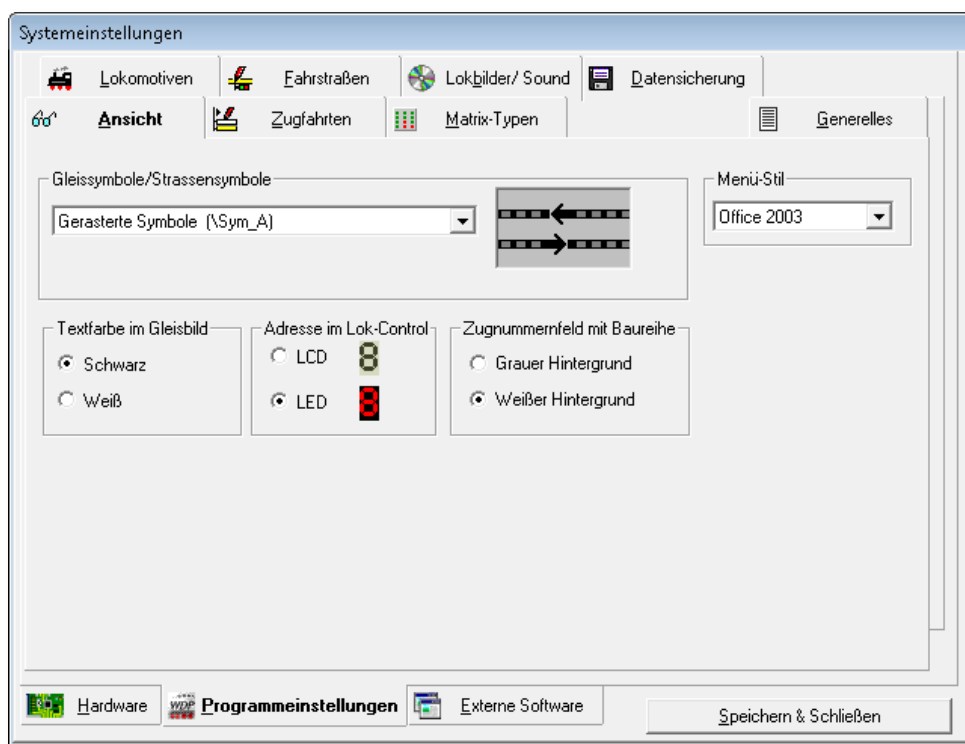 Systemeinstellungen
Lokomotiven Fahrstraßen Lokbilder/ Sound Datensicherung
Ansicht Zugfahrten Matrix-Typen Generelles
Gleissymbole/Strassensymbole Menü-Stil
Gerasterte Symbole (\Sym_A) Office 2003
Textfarbe im Gleisbild Adresse im Lok-Control Zugnummernfeld mit Baureihe
Schwarz LCD 8 Grauer Hintergrund
Weiß LED 8 Weißer Hintergrund
Hardware WDP Programmeinstellungen Externe Software Speichern & Schließen